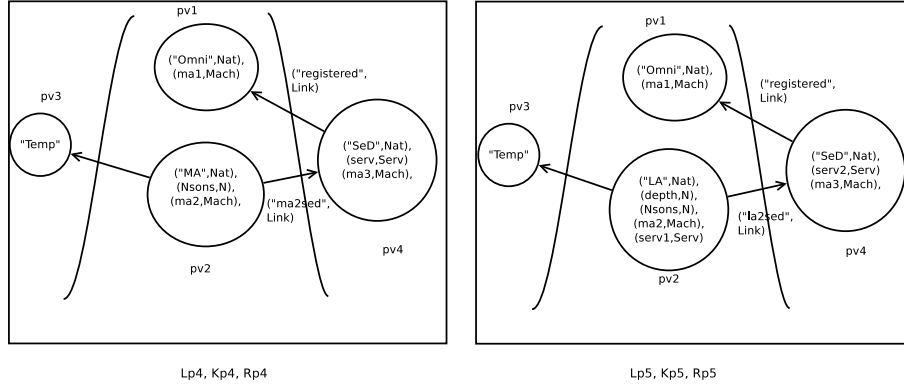 pv1
("Omni",Nat),
(ma1,Mach)
("registered",
Link)
pv3
"Temp"
("MA",Nat),
(Nsons,N),
(ma2,Mach),
("SeD",Nat),
(serv,Serv)
(ma3,Mach),
("ma2sed",
Link)
pv4
pv2
Lp4, Kp4, Rp4
pv1
("Omni",Nat),
(ma1,Mach)
("registered",
Link)
pv3
"Temp"
("LA",Nat),
(depth,N),
(Nsons,N),
(ma2,Mach),
(serv1,Serv)
("SeD",Nat),
(serv2,Serv)
(ma3,Mach),
("la2sed",
Link)
pv4
pv2
Lp5, Kp5, Rp5